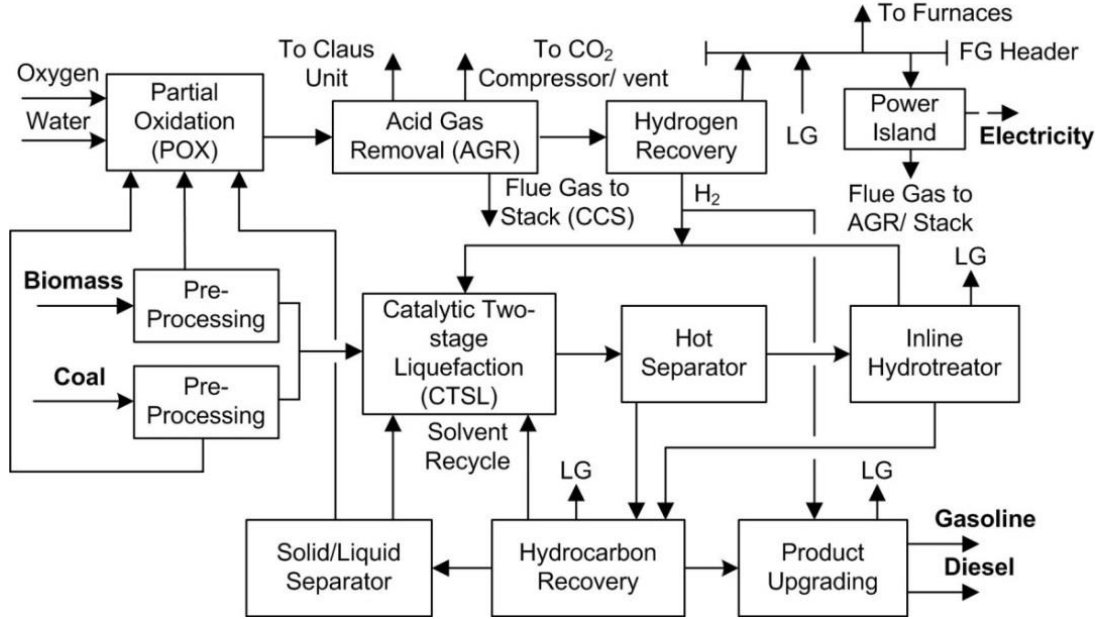 To Furnaces
To Claus
Unit
To CO₂
Compressor/ vent
FG Header
Oxygen
Water
Partial
Oxidation
(POX)
Acid Gas
Removal (AGR)
Hydrogen
Recovery
LG
Power
Island
Electricity
Flue Gas to
Stack (CCS)
H₂
Flue Gas to
AGR/ Stack
Biomass
Pre-
Processing
Coal
Pre-
Processing
Catalytic Two-
stage
Liquefaction
(CTSL)
Hot
Separator
LG
Inline
Hydrotreator
Solvent
Recycle
LG
LG
Solid/Liquid
Separator
Hydrocarbon
Recovery
Product
Upgrading
Gasoline
Diesel